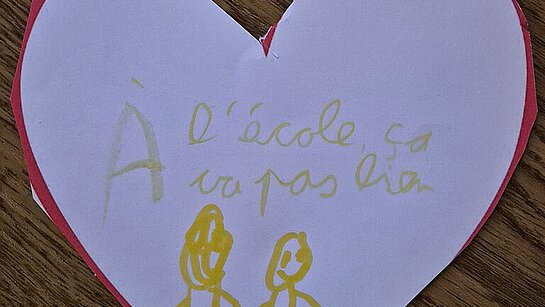 À l'école, ça
va pas bien